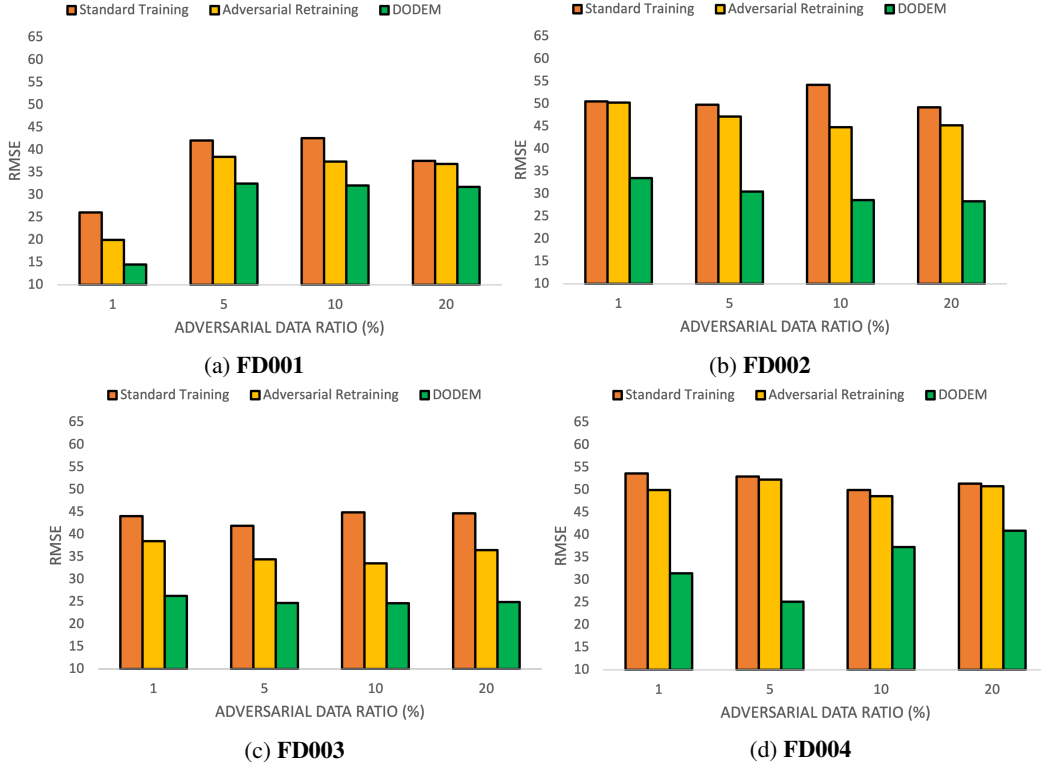 Standard Training Adversarial Retraining DODEM
65
60
55
50
45
40
35
30
25
20
15
10
RMSE
1 5 10 20
ADVERSARIAL DATA RATIO (%)
(a) FD001
Standard Training Adversarial Retraining DODEM
65
60
55
50
45
40
35
30
25
20
15
10
RMSE
1 5 10 20
ADVERSARIAL DATA RATIO (%)
(b) FD002
Standard Training Adversarial Retraining DODEM
65
60
55
50
45
40
35
30
25
20
15
10
RMSE
1 5 10 20
ADVERSARIAL DATA RATIO (%)
(c) FD003
Standard Training Adversarial Retraining DODEM
65
60
55
50
45
40
35
30
25
20
15
10
RMSE
1 5 10 20
ADVERSARIAL DATA RATIO (%)
(d) FD004